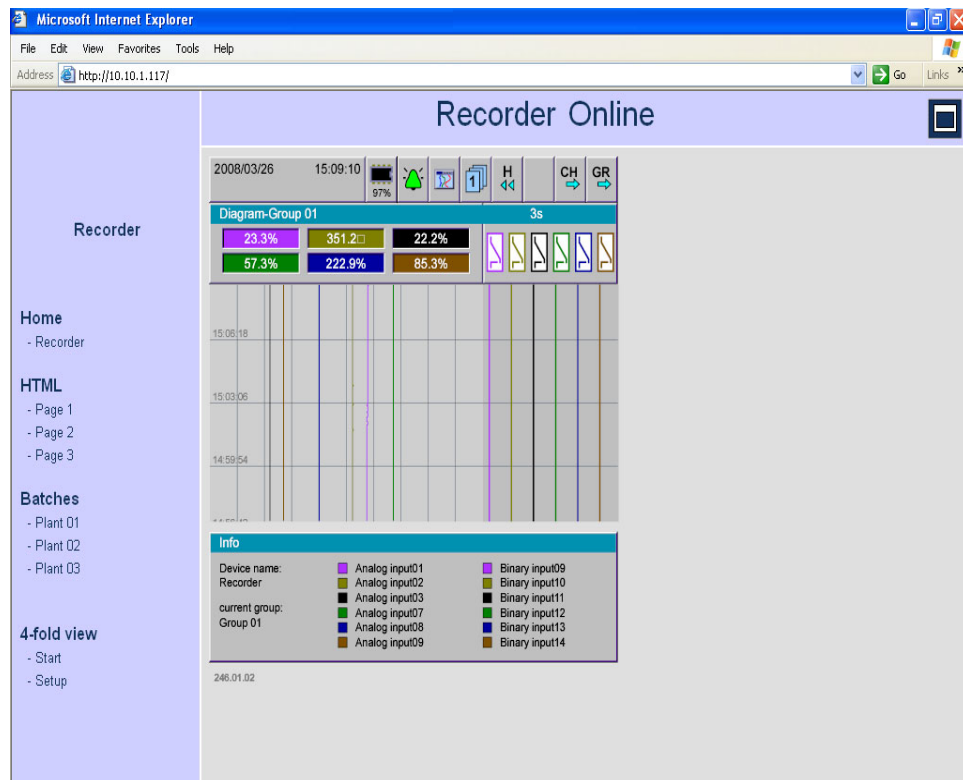 Microsoft Internet Explorer
File Edit View Favorites Tools Help
Address http://10.10.1.117/ Go Links »
Recorder Online
Recorder
Home
- Recorder
HTML
- Page 1
- Page 2
- Page 3
Batches
- Plant 01
- Plant 02
- Plant 03
4-fold view
- Start
- Setup
2008/03/26 15:09:10 97% 1 H CH GR
Diagram-Group 01 3s
23.3% 351.2□ 22.2%
57.3% 222.9% 85.3%
15:06:18
15:03:06
14:59:54
Info
Device name:
Recorder
current group:
Group 01
Analog input01
Analog input02
Analog input03
Analog input07
Analog input08
Analog input09
Binary input09
Binary input10
Binary input11
Binary input12
Binary input13
Binary input14
246.01.02